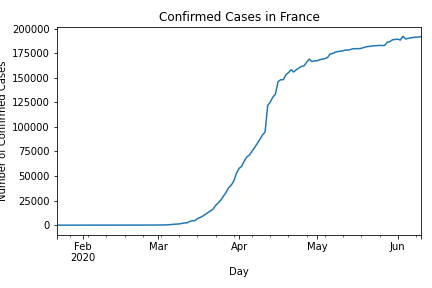 Confirmed Cases in France
Number of Confirmed Cases
200000
175000
150000
125000
100000
75000
50000
25000
0
Feb
2020
Mar
Apr
May
Jun
Day